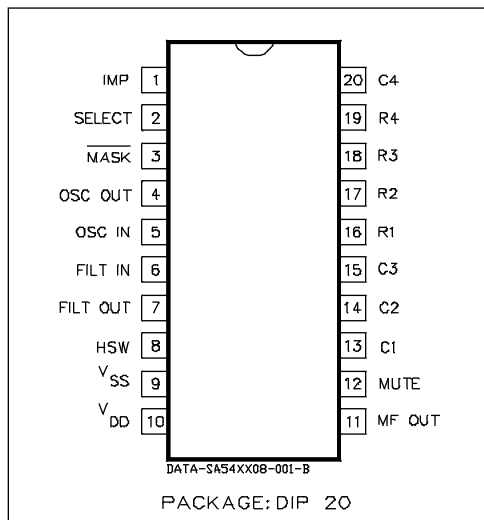 IMP 1 20 C4
SELECT 2 19 R4
MASK 3 18 R3
OSC OUT 4 17 R2
OSC IN 5 16 R1
FILT IN 6 15 C3
FILT OUT 7 14 C2
HSW 8 13 C1
VSS 9 12 MUTE
VDD 10 11 MF OUT
DATA-SA54XX08-001-B
PACKAGE: DIP 20